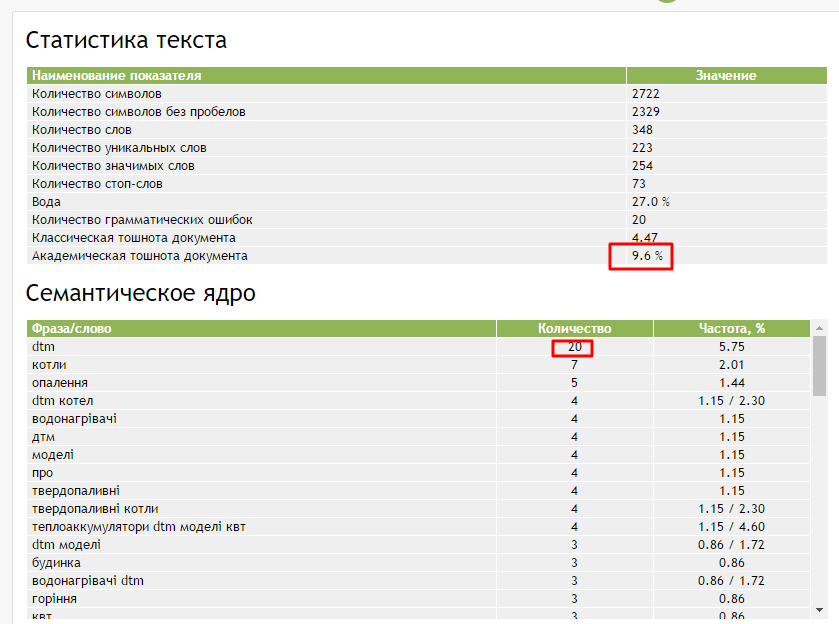 Статистика текста
Наименование показателя Значение
Количество символов 2722
Количество символов без пробелов 2329
Количество слов 348
Количество уникальных слов 223
Количество значимых слов 254
Количество стоп-слов 73
Вода 27.0 %
Количество грамматических ошибок 20
Классическая тошнота документа 4.47
Академическая тошнота документа 9.6 %
Семантическое ядро
Фраза/слово Количество Частота, %
dtm 20 5.75
котли 7 2.01
опалення 5 1.44
dtm котел 4 1.15 / 2.30
водонагрівачі 4 1.15
дтм 4 1.15
моделі 4 1.15
про 4 1.15
твердопаливні 4 1.15
твердопаливні котли 4 1.15 / 2.30
теплоаккумулятори dtm моделі квт 4 1.15 / 4.60
dtm моделі 3 0.86 / 1.72
будинка 3 0.86
водонагрівачі dtm 3 0.86 / 1.72
горіння 3 0.86
квт 3 0.86